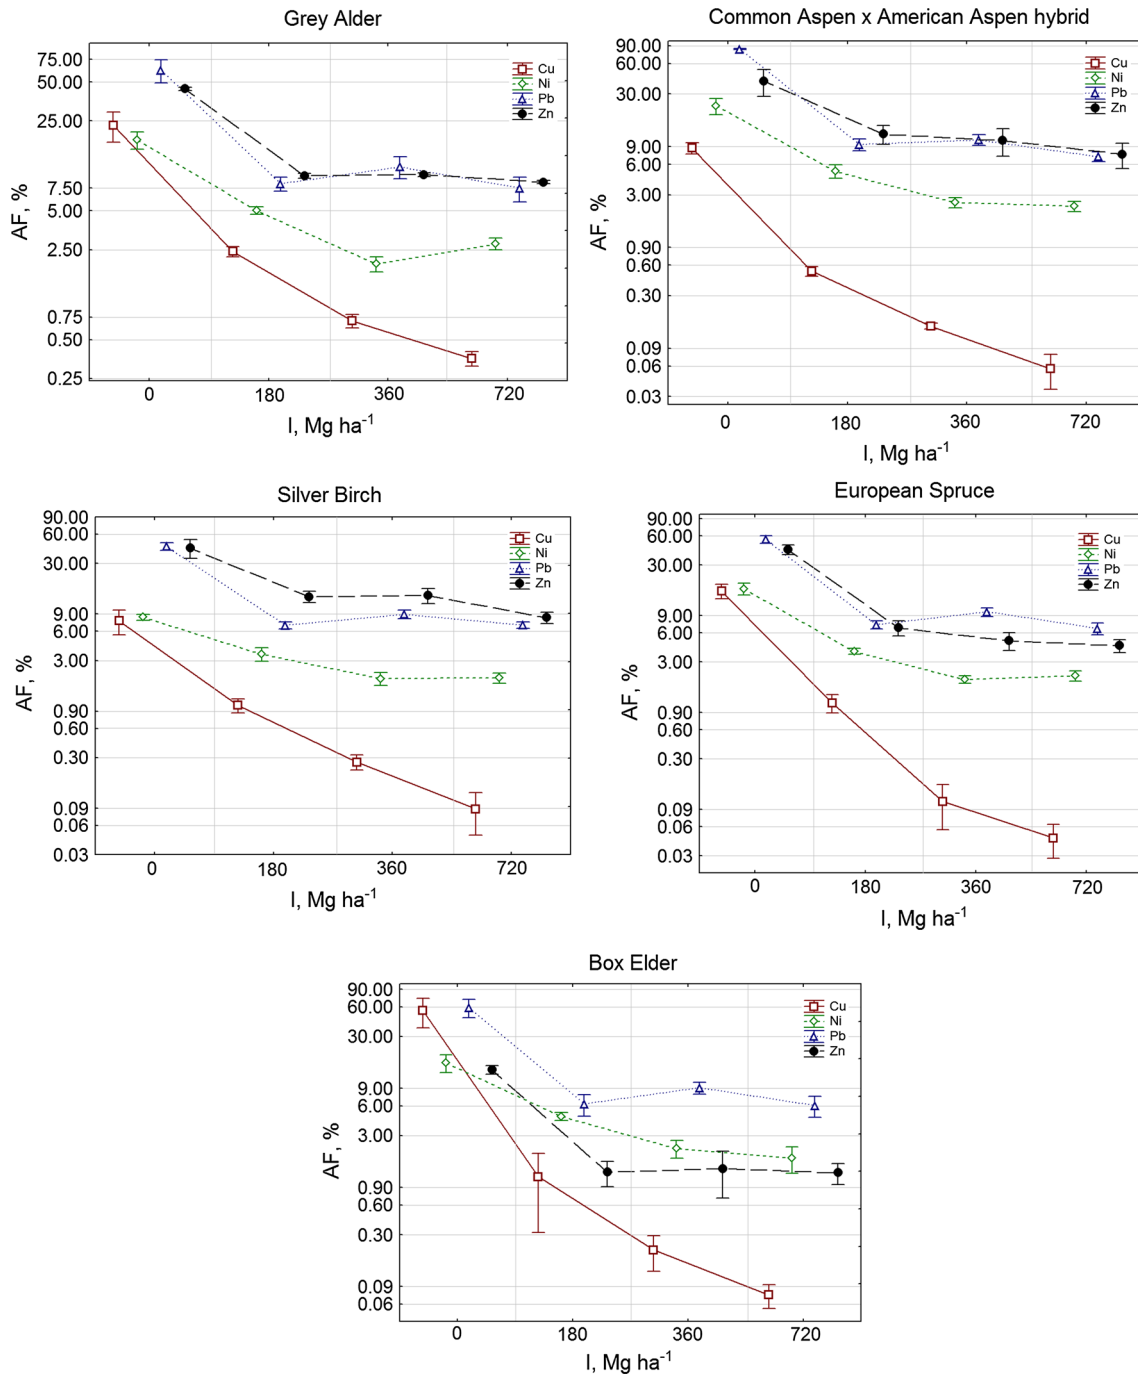 Grey Alder
75.00
50.00
25.00
7.50
5.00
2.50
0.75
0.50
0.25
AF, %
Cu
Ni
Pb
Zn
0 180 360 720
I, Mg ha⁻¹
Common Aspen x American Aspen hybrid
90.00
60.00
30.00
9.00
6.00
3.00
0.90
0.60
0.30
0.09
0.06
0.03
AF, %
Cu
Ni
Pb
Zn
0 180 360 720
I, Mg ha⁻¹
Silver Birch
90.00
60.00
30.00
9.00
6.00
3.00
0.90
0.60
0.30
0.09
0.06
0.03
AF, %
Cu
Ni
Pb
Zn
0 180 360 720
I, Mg ha⁻¹
European Spruce
90.00
60.00
30.00
9.00
6.00
3.00
0.90
0.60
0.30
0.09
0.06
0.03
AF, %
Cu
Ni
Pb
Zn
0 180 360 720
I, Mg ha⁻¹
Box Elder
90.00
60.00
30.00
9.00
6.00
3.00
0.90
0.60
0.30
0.09
0.06
AF, %
Cu
Ni
Pb
Zn
0 180 360 720
I, Mg ha⁻¹